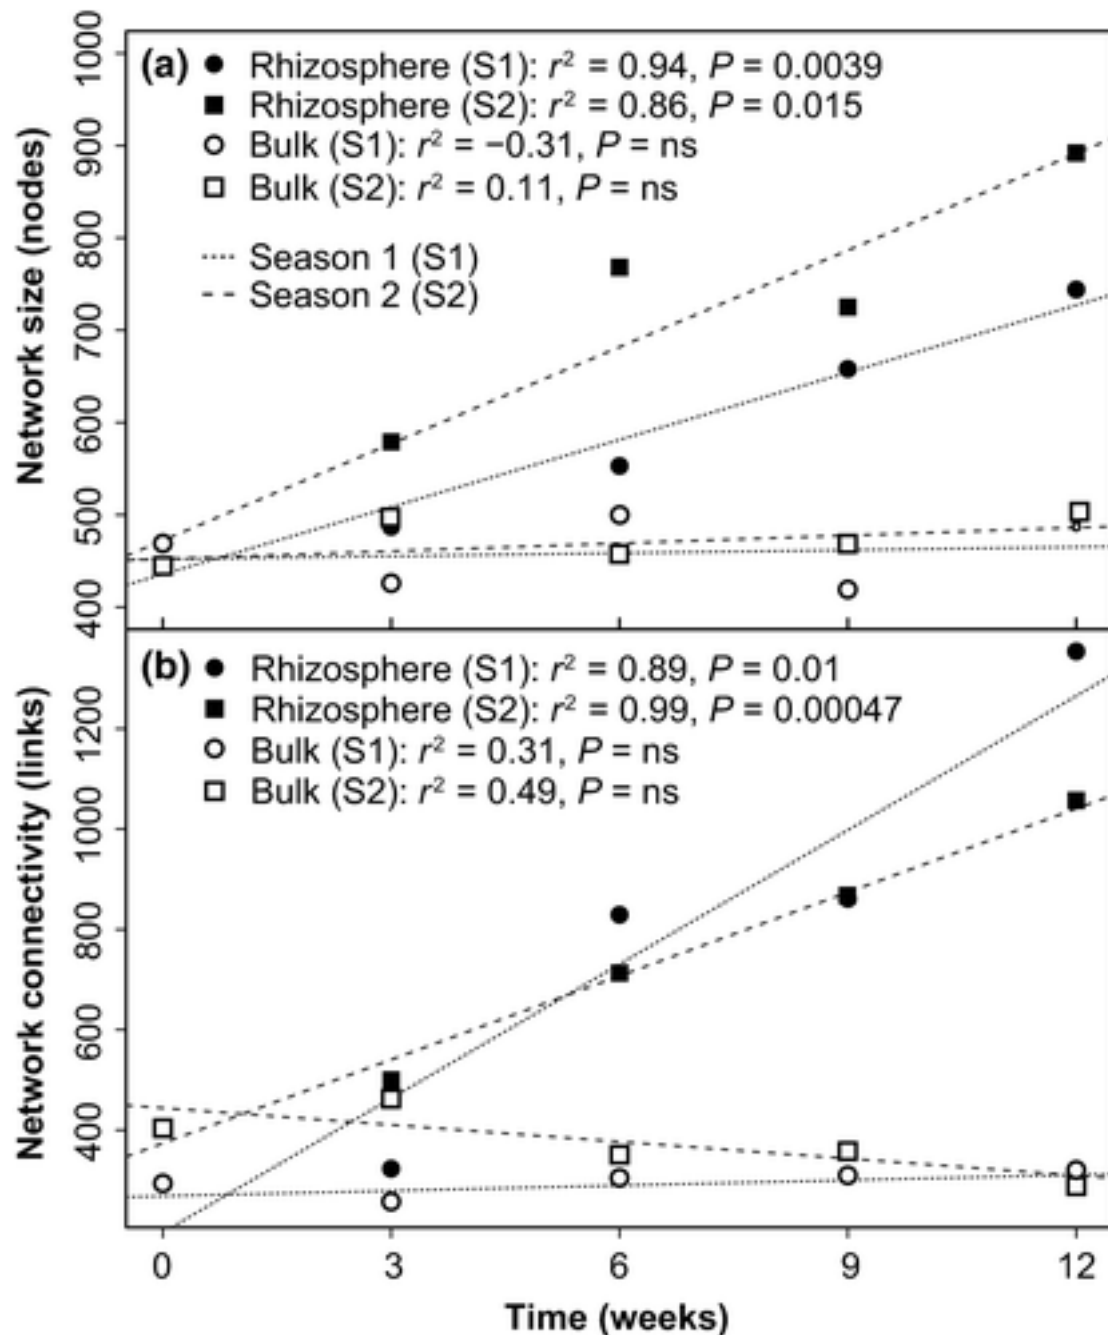 (a) ● Rhizosphere (S1): r² = 0.94, P = 0.0039
■ Rhizosphere (S2): r² = 0.86, P = 0.015
○ Bulk (S1): r² = −0.31, P = ns
□ Bulk (S2): r² = 0.11, P = ns
Season 1 (S1)
Season 2 (S2)
Network size (nodes)
1000
900
800
700
600
500
400
(b) ● Rhizosphere (S1): r² = 0.89, P = 0.01
■ Rhizosphere (S2): r² = 0.99, P = 0.00047
○ Bulk (S1): r² = 0.31, P = ns
□ Bulk (S2): r² = 0.49, P = ns
Network connectivity (links)
1200
1000
800
600
400
0 3 6 9 12
Time (weeks)